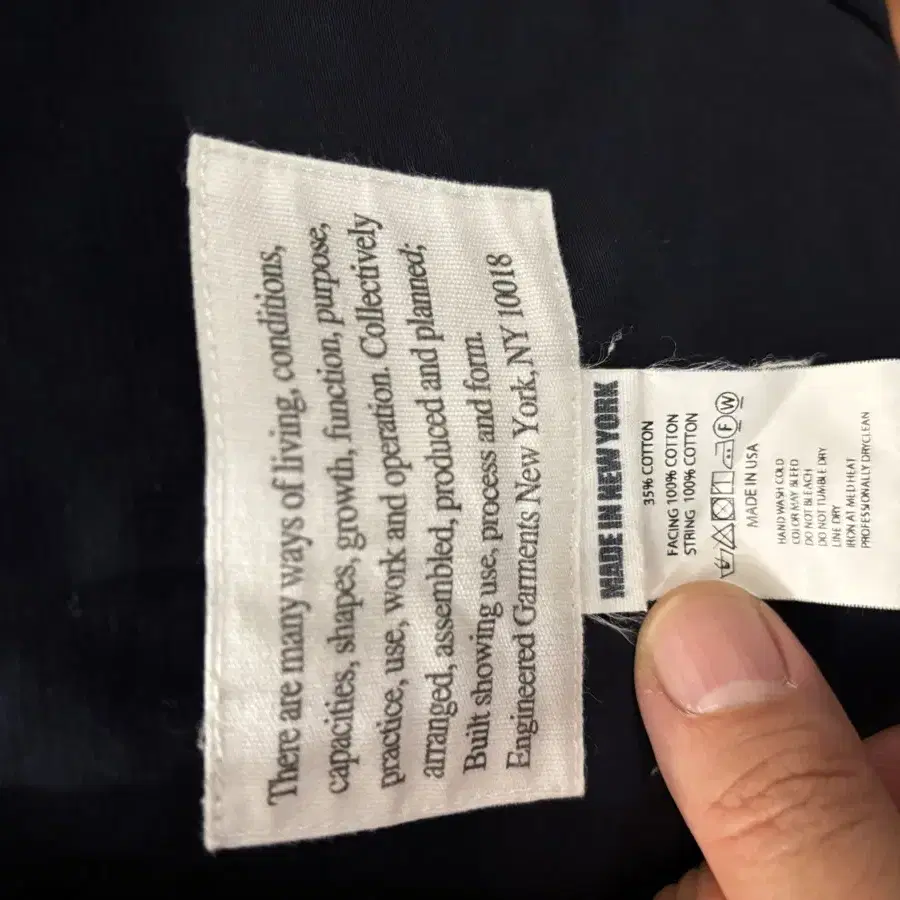 There are many ways of living, conditions,
capacities, shapes, growth, function, purpose,
practice, use, work and operation. Collectively
arranged, assembled, produced and planned;
Built showing use, process and form.
Engineered Garments New York, NY 10018
MADE IN NEW YORK
35% COTTON
FACING 100% COTTON
STRING 100% COTTON
F W
MADE IN USA
HAND WASH COLD
COLOR MAY BLEED
DO NOT BLEACH
DO NOT TUMBLE DRY
LINE DRY
IRON AT MED HEAT
PROFESSIONALLY DRYCLEAN